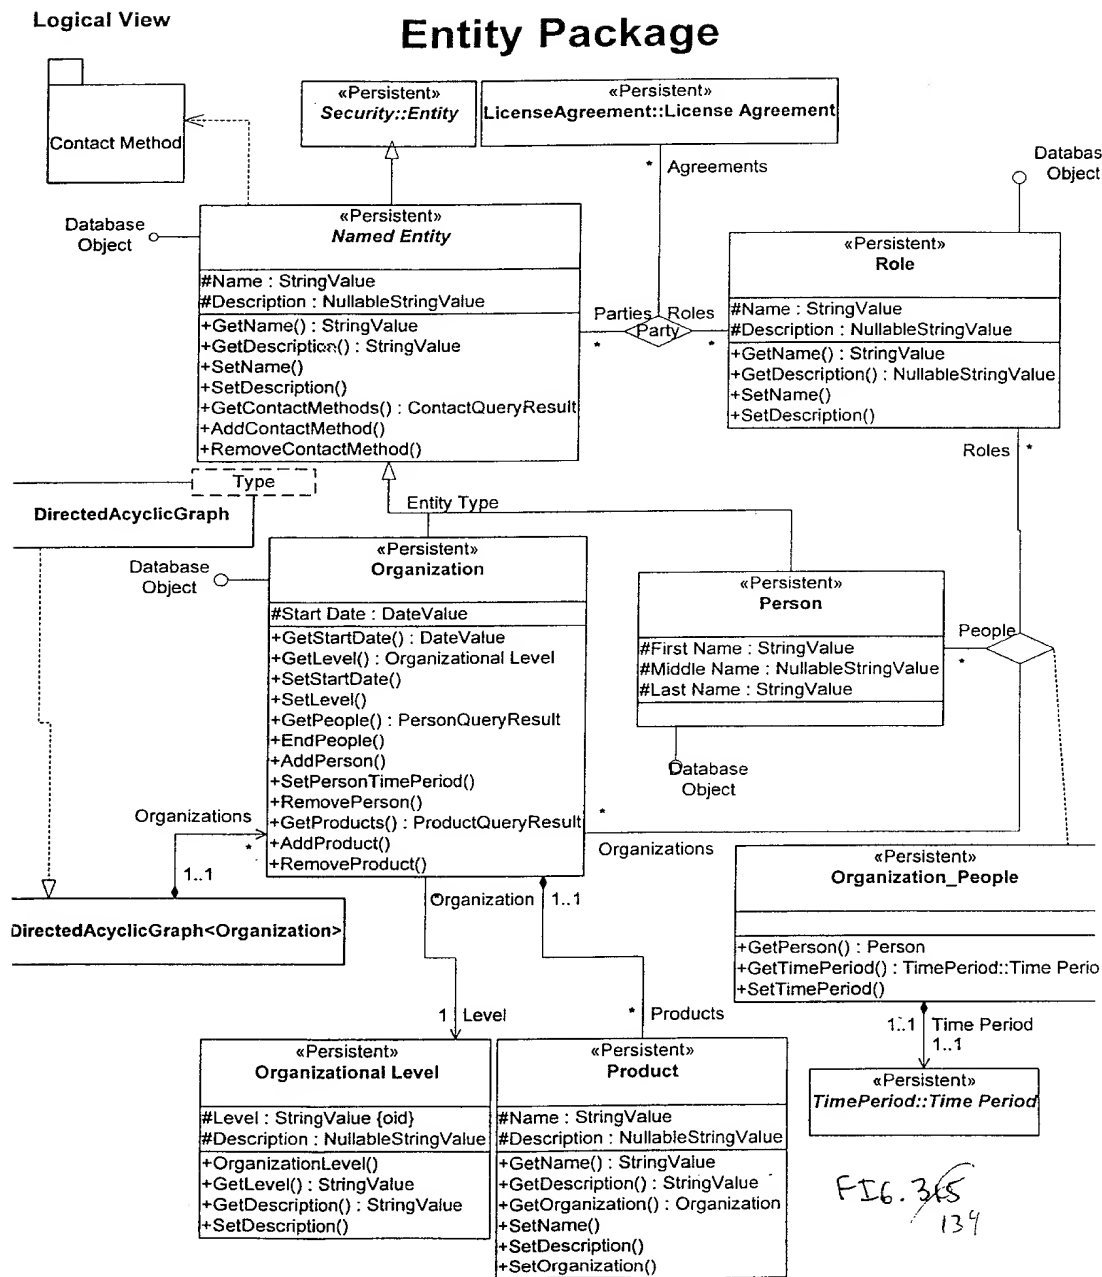 Logical View
Entity Package
Contact Method
«Persistent»
Security::Entity
«Persistent»
LicenseAgreement::License Agreement
* Agreements
Databas
Object
Database
Object
«Persistent»
Named Entity
#Name : StringValue
#Description : NullableStringValue
+GetName() : StringValue
+GetDescription() : StringValue
+SetName()
+SetDescription()
+GetContactMethods() : ContactQueryResult
+AddContactMethod()
+RemoveContactMethod()
Parties Roles
Party
* *
«Persistent»
Role
#Name : StringValue
#Description : NullableStringValue
+GetName() : StringValue
+GetDescription() : NullableStringValue
+SetName()
+SetDescription()
Roles *
Type
DirectedAcyclicGraph
Entity Type
Database
Object
«Persistent»
Organization
#Start Date : DateValue
+GetStartDate() : DateValue
+GetLevel() : Organizational Level
+SetStartDate()
+SetLevel()
+GetPeople() : PersonQueryResult
+EndPeople()
+AddPerson()
+SetPersonTimePeriod()
+RemovePerson()
+GetProducts() : ProductQueryResult
+AddProduct()
+RemoveProduct()
«Persistent»
Person
#First Name : StringValue
#Middle Name : NullableStringValue
#Last Name : StringValue
People
*
Database
Object
Organizations
*
1..1
*
Organizations
DirectedAcyclicGraph<Organization>
*Organization
1..1
«Persistent»
Organization_People
+GetPerson() : Person
+GetTimePeriod() : TimePeriod::Time Perio
+SetTimePeriod()
1 Level
* Products
1..1 Time Period
1..1
«Persistent»
Organizational Level
#Level : StringValue {oid}
#Description : NullableStringValue
+OrganizationLevel()
+GetLevel() : StringValue
+GetDescription() : StringValue
+SetDescription()
«Persistent»
Product
#Name : StringValue
#Description : NullableStringValue
+GetName() : StringValue
+GetDescription() : StringValue
+GetOrganization() : Organization
+SetName()
+SetDescription()
+SetOrganization()
«Persistent»
TimePeriod::Time Period
FIG.
134